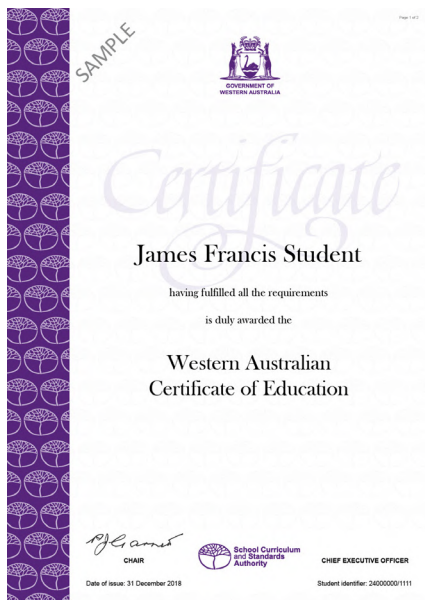 Page 1 of 2
SAMPLE
GOVERNMENT OF
WESTERN AUSTRALIA
Certificate
James Francis Student
having fulfilled all the requirements
is duly awarded the
Western Australian
Certificate of Education
CHAIR
School Curriculum
and Standards
Authority
CHIEF EXECUTIVE OFFICER
Date of issue: 31 December 2018
Student identifier: 24000000/1111